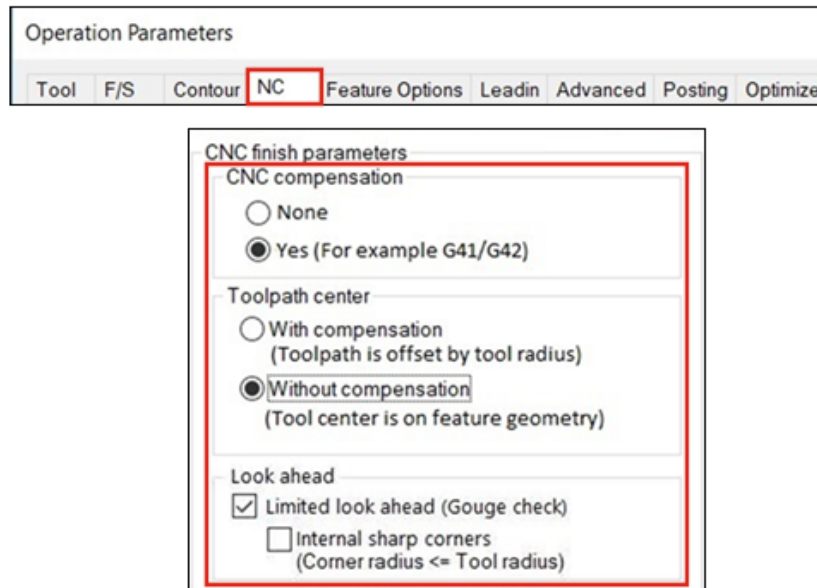 Operation Parameters
Tool F/S Contour NC Feature Options Leadin Advanced Posting Optimize
CNC finish parameters
CNC compensation
None
Yes (For example G41/G42)
Toolpath center
With compensation
(Toolpath is offset by tool radius)
Without compensation
(Tool center is on feature geometry)
Look ahead
Limited look ahead (Gouge check)
Internal sharp corners
(Corner radius <= Tool radius)